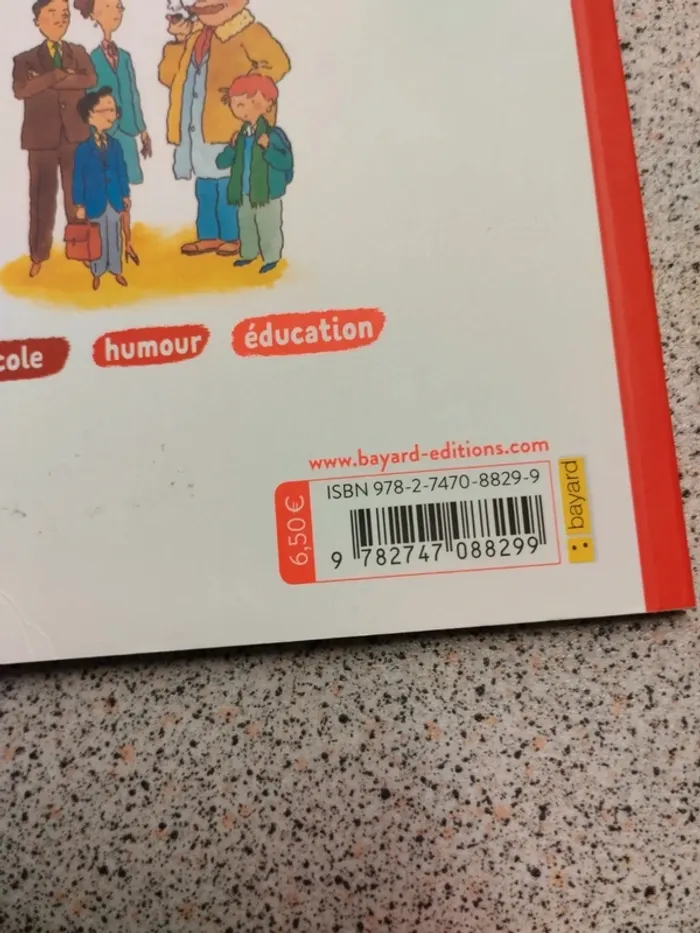 cole
humour
éducation
www.bayard-editions.com
ISBN 978-2-7470-8829-9
6,50 €
9 782747 088299
: bayard